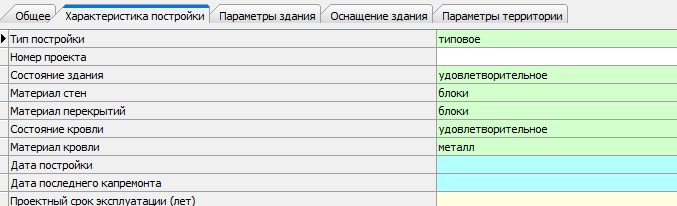 Общее Характеристика постройки Параметры здания Оснащение здания Параметры территории
Тип постройки типовое
Номер проекта
Состояние здания удовлетворительное
Материал стен блоки
Материал перекрытий блоки
Состояние кровли удовлетворительное
Материал кровли металл
Дата постройки
Дата последнего капремонта
Проектный срок эксплуатации (лет)